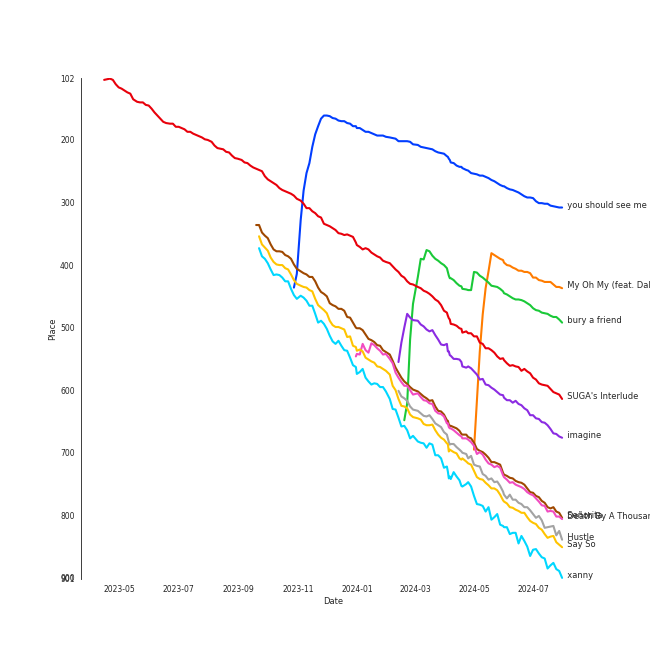 102
200
300
400
500
600
700
800
901
Place
2023-05
2023-07
2023-09
2023-11
2024-01
2024-03
2024-05
2024-07
Date
you should see me
My Oh My (feat. Dal
bury a friend
SUGA's Interlude
imagine
Death By A Thousan
Hustle
Say So
xanny